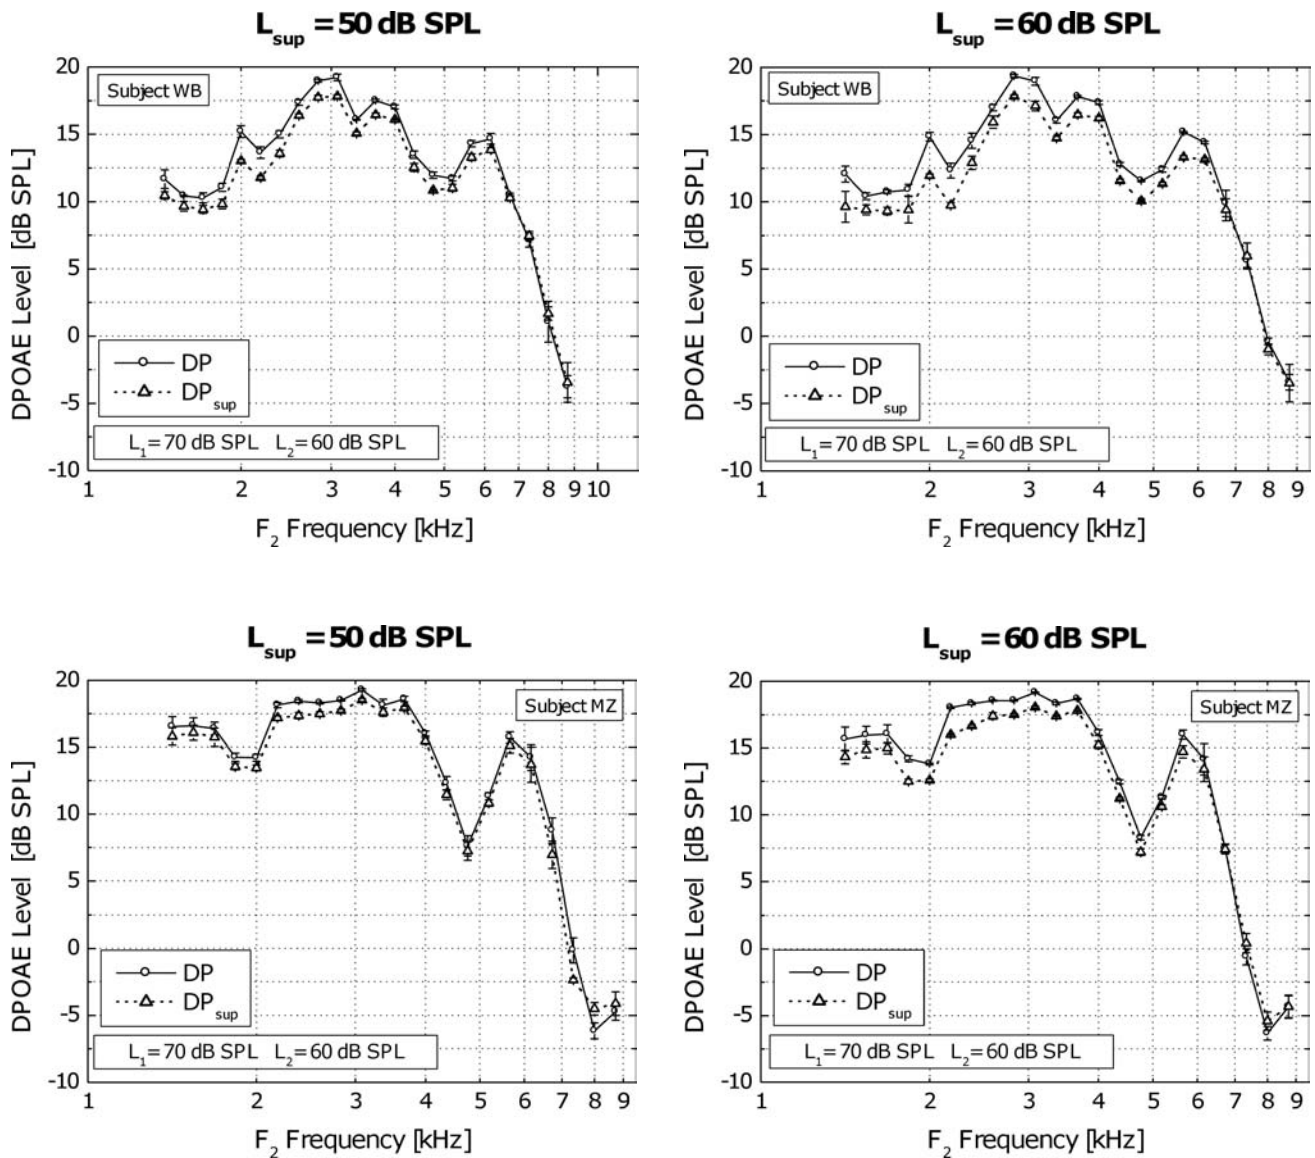 L_sup = 50 dB SPL
20
15
10
5
0
-5
-10
DPOAE Level [dB SPL]
Subject WB
DP
DP_sup
L_1=70 dB SPL L_2=60 dB SPL
1 2 3 4 5 6 7 8 9 10
F_2 Frequency [kHz]
L_sup = 60 dB SPL
20
15
10
5
0
-5
-10
DPOAE Level [dB SPL]
Subject WB
DP
DP_sup
L_1=70 dB SPL L_2=60 dB SPL
1 2 3 4 5 6 7 8 9
F_2 Frequency [kHz]
L_sup = 50 dB SPL
20
15
10
5
0
-5
-10
DPOAE Level [dB SPL]
Subject MZ
DP
DP_sup
L_1=70 dB SPL L_2=60 dB SPL
1 2 3 4 5 6 7 8 9
F_2 Frequency [kHz]
L_sup = 60 dB SPL
20
15
10
5
0
-5
-10
DPOAE Level [dB SPL]
Subject MZ
DP
DP_sup
L_1=70 dB SPL L_2=60 dB SPL
1 2 3 4 5 6 7 8 9
F_2 Frequency [kHz]